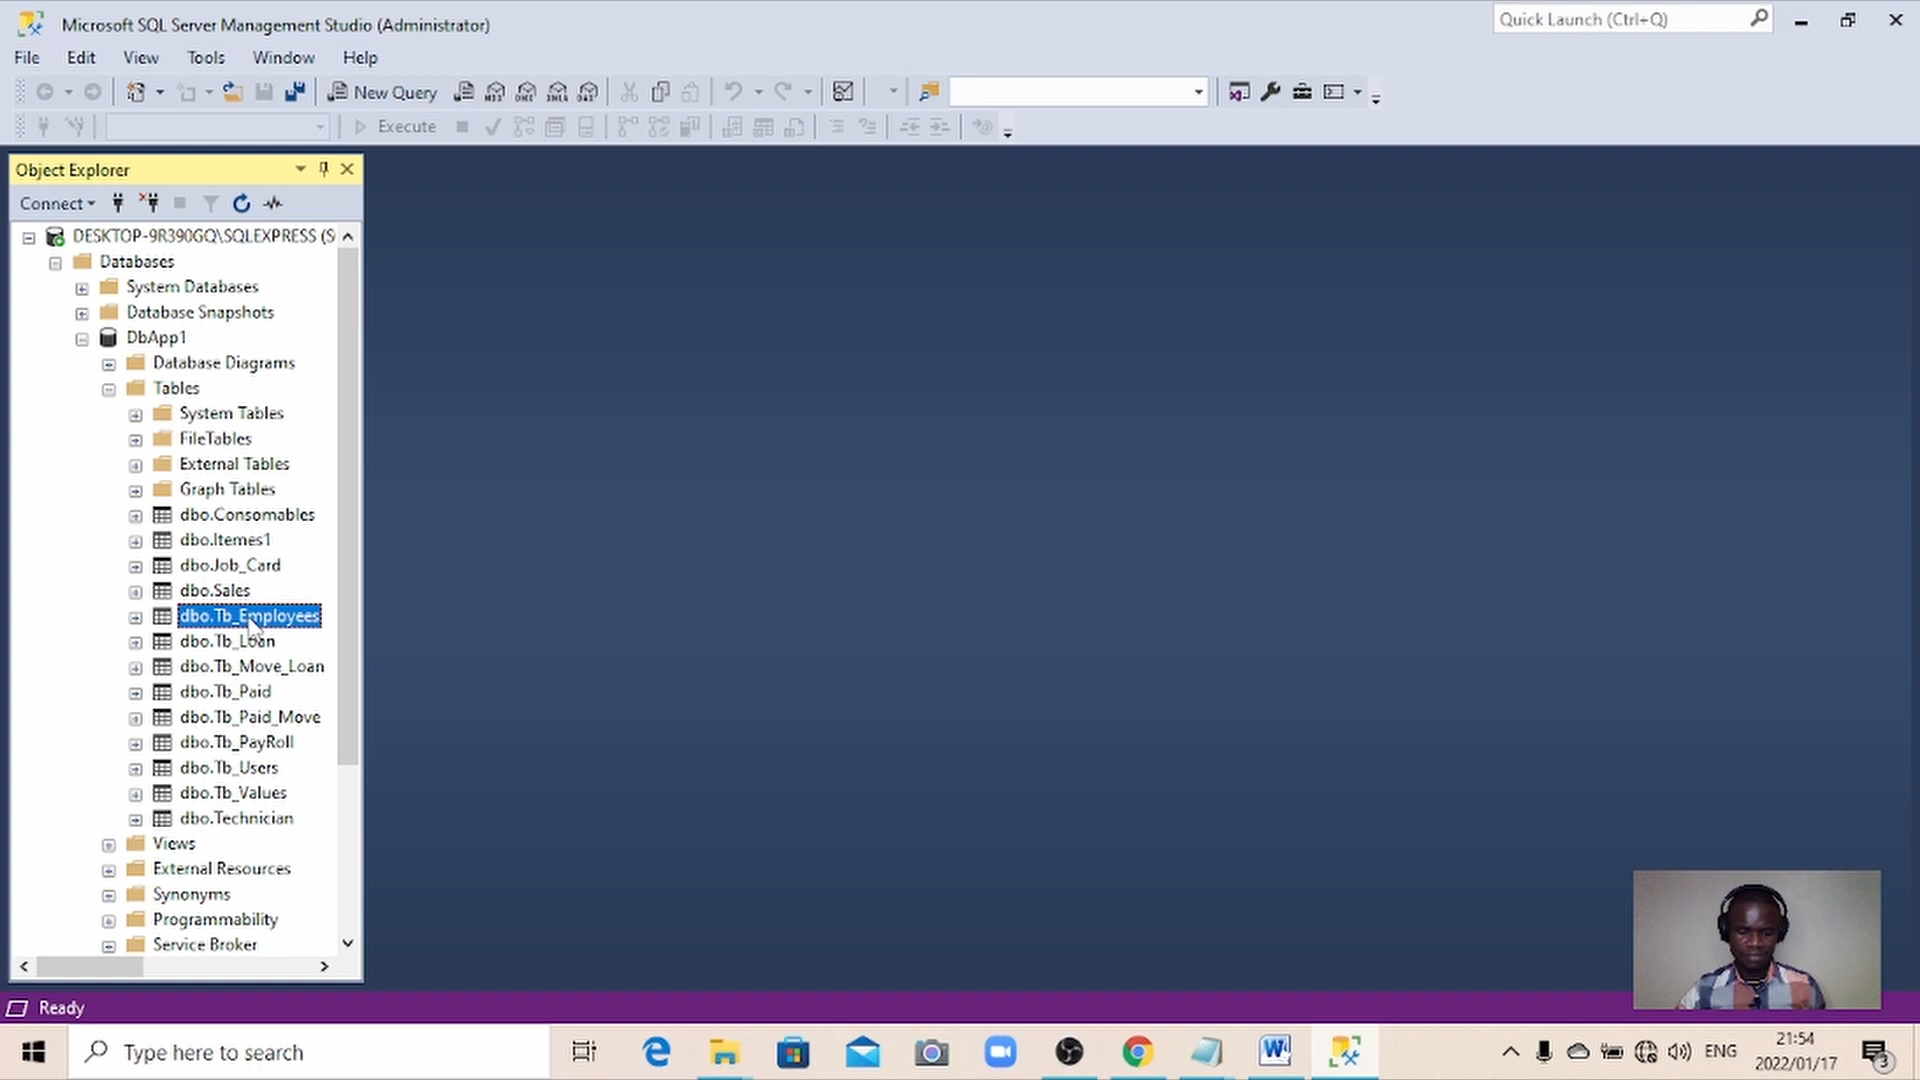 Microsoft SQL Server Management Studio (Administrator)
Quick Launch (Ctrl+Q)
File Edit View Tools Window Help
New Query
Execute
Object Explorer
Connect
DESKTOP-9R390GQ\SQLEXPRESS (S
Databases
System Databases
Database Snapshots
DbApp1
Database Diagrams
Tables
System Tables
FileTables
External Tables
Graph Tables
dbo.Consomables
dbo.Itemes1
dbo.Job_Card
dbo.Sales
dbo.Tb_Employees
dbo.Tb_Loan
dbo.Tb_Move_Loan
dbo.Tb_Paid
dbo.Tb_Paid_Move
dbo.Tb_PayRoll
dbo.Tb_Users
dbo.Tb_Values
dbo.Technician
Views
External Resources
Synonyms
Programmability
Service Broker
Ready
Type here to search
ENG
21:54
2022/01/17
3